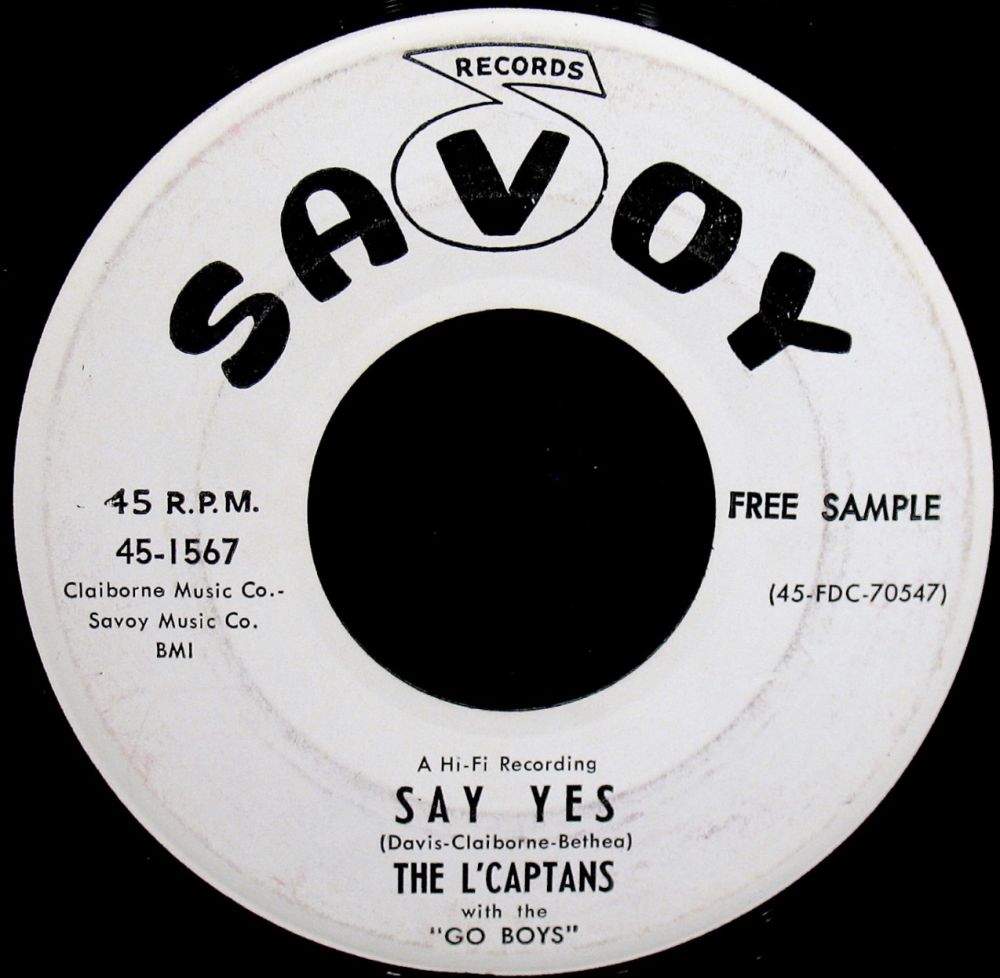 RECORDS
SAVOY
45 R.P.M.
45-1567
Claiborne Music Co.-
Savoy Music Co.
BMI
FREE SAMPLE
(45-FDC-70547)
A Hi-Fi Recording
SAY YES
(Davis-Claiborne-Bethea)
THE L'CAPTANS
with the
"GO BOYS"